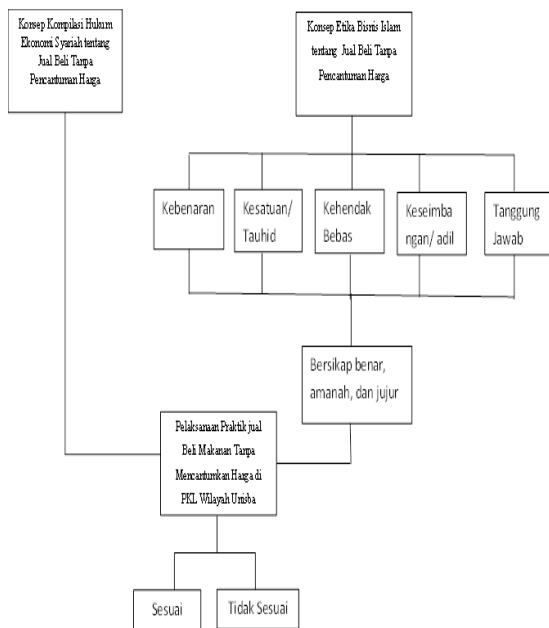 Konsep Kompilasi Hukum
Ekonomi Syariah tentang
Jual Beli Tanpa
Pencantuman Harga
Konsep Etika Bisnis Islam
tentang Jual Beli Tanpa
Pencantuman Harga
Kebenaran
Kesatuan/
Tauhid
Kehendak
Bebas
Keseimba
ngan/ adil
Tanggung
Jawab
Bersikap benar,
amanah, dan jujur
Pelaksanaan Praktik jual
Beli Makanan Tanpa
Mencantumkan Harga di
PKL Wilayah Unisba
Sesuai
Tidak Sesuai